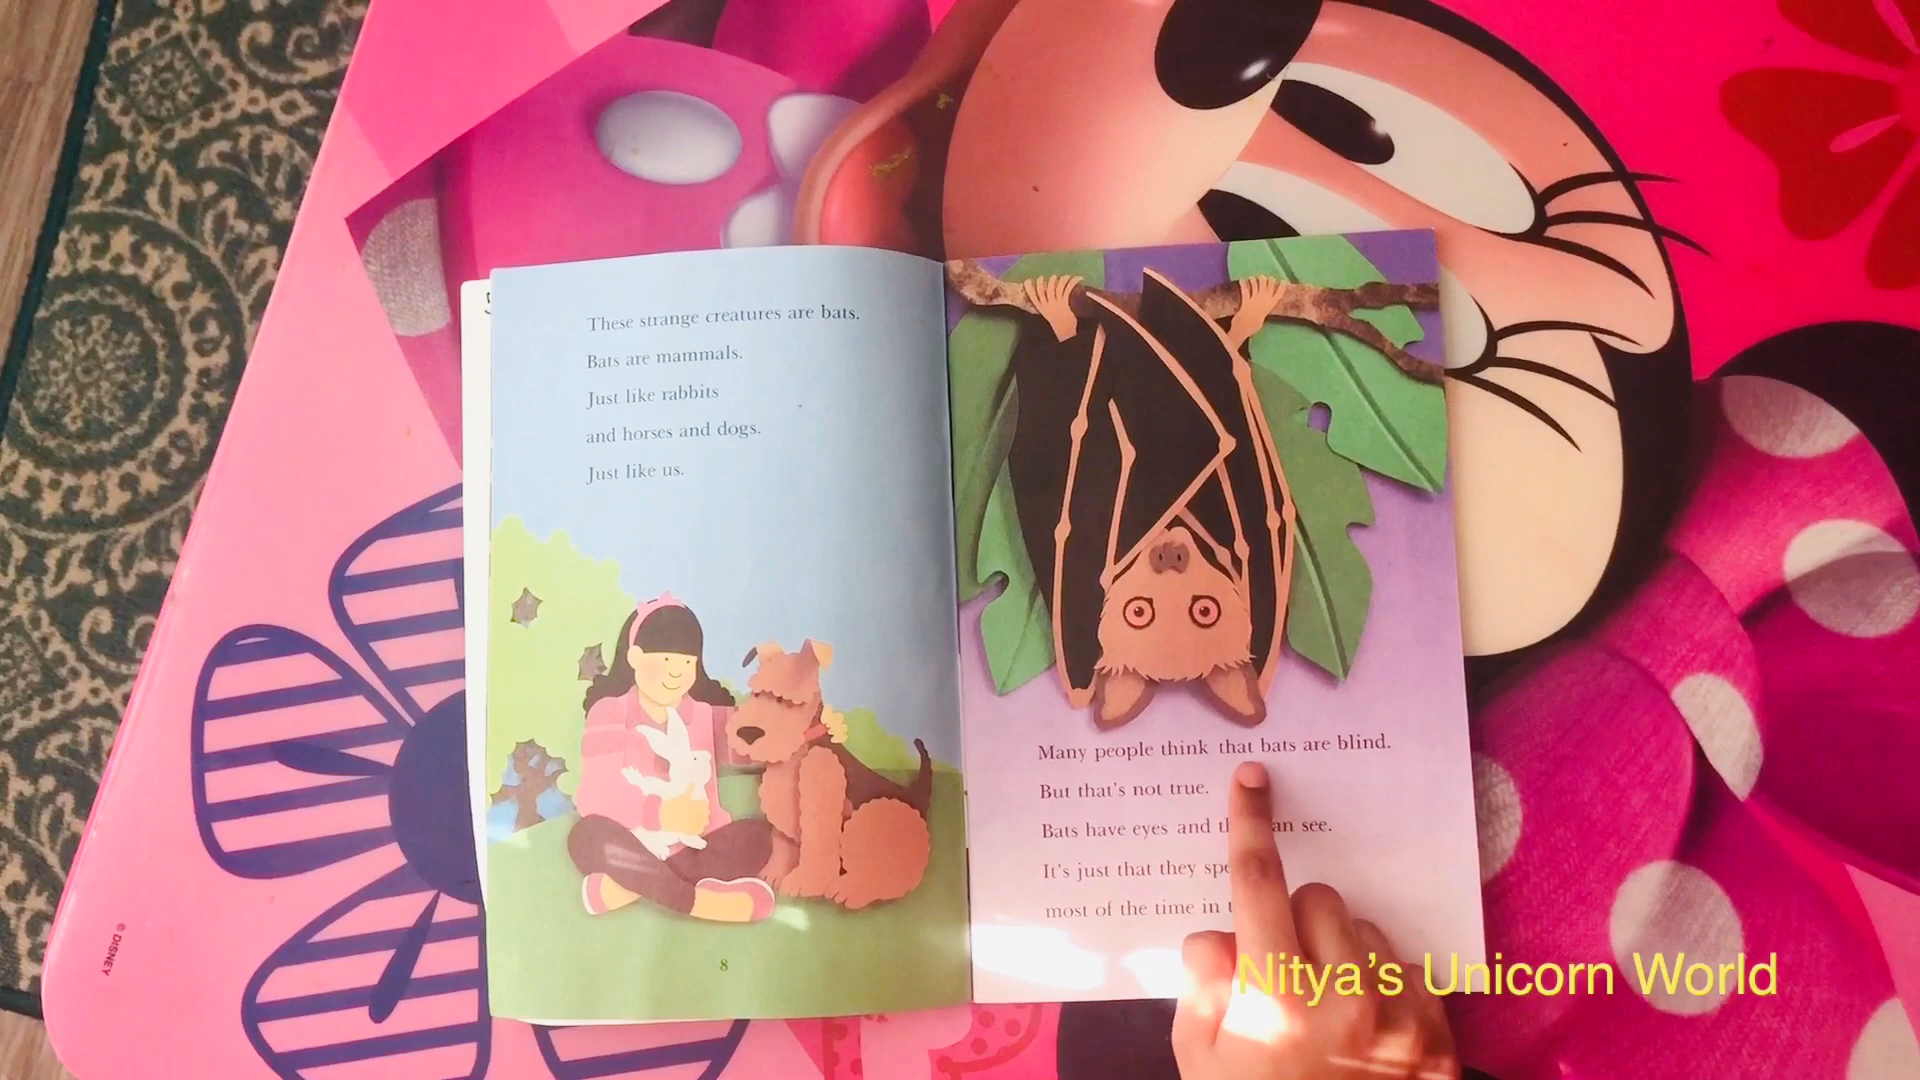 These strange creatures are bats.
Bats are mammals.
Just like rabbits
and horses and dogs.
Just like us.
8
Many people think that bats are blind.
But that's not true.
Bats have eyes and see.
It's just that they
most of the time in
© DISNEY
Nitya's Unicorn World